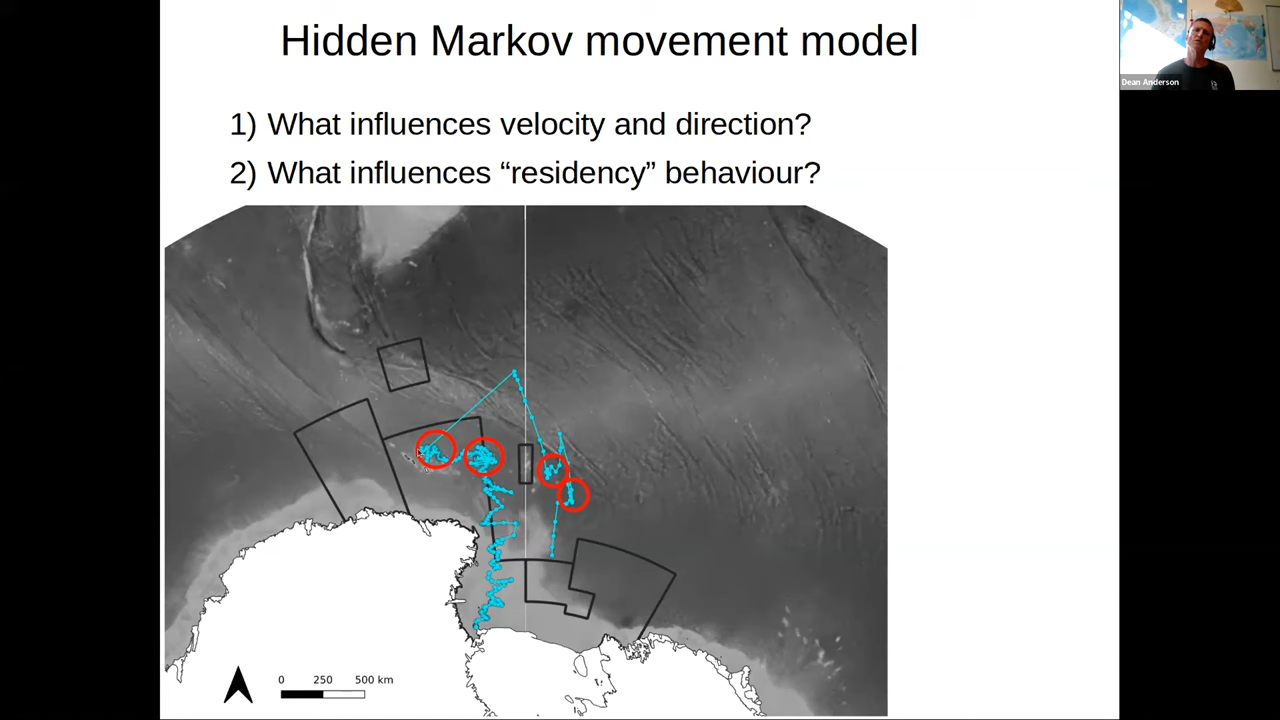 Hidden Markov movement model
Dean Anderson
1) What influences velocity and direction?
2) What influences “residency” behaviour?
0 250 500 km